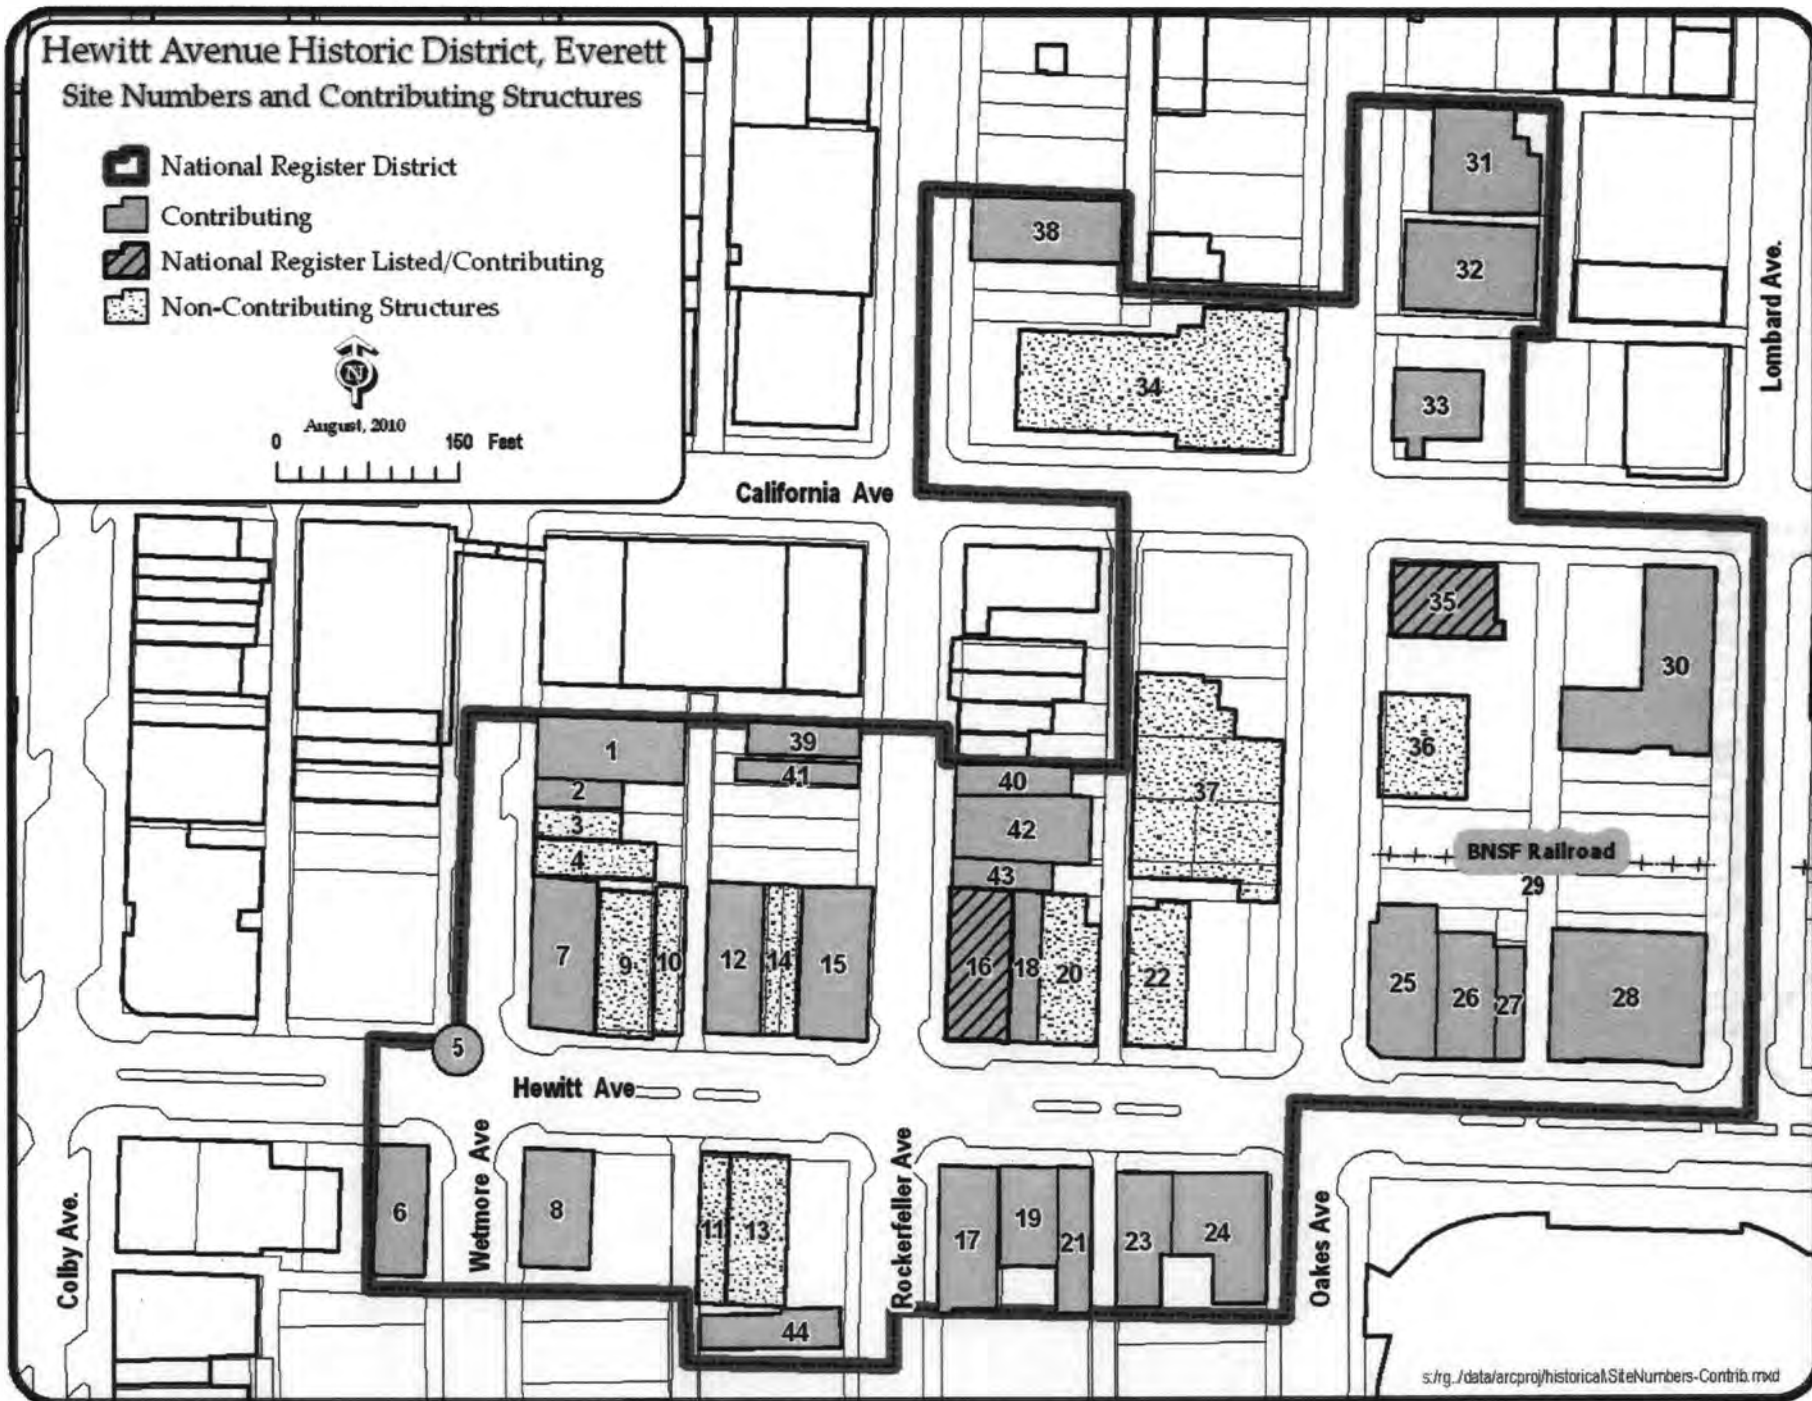 Hewitt Avenue Historic District, Everett
Site Numbers and Contributing Structures
National Register District
Contributing
National Register Listed/Contributing
Non-Contributing Structures
N
August, 2010
0 150 Feet
31
38
32
34
33
Lombard Ave.
California Ave
35
30
1
39
36
41
2
40
37
3
42
4
BNSF Railroad
43
29
7
9
10
12
14
15
16
18
20
22
25
26
27
28
5
Hewitt Ave
Colby Ave.
6
Wetmore Ave
8
11
13
Rockerfeller Ave
17
19
21
23
24
Oakes Ave
44
s:/rg../data/arcproj/historical\SiteNumbers-Contrib.mxd